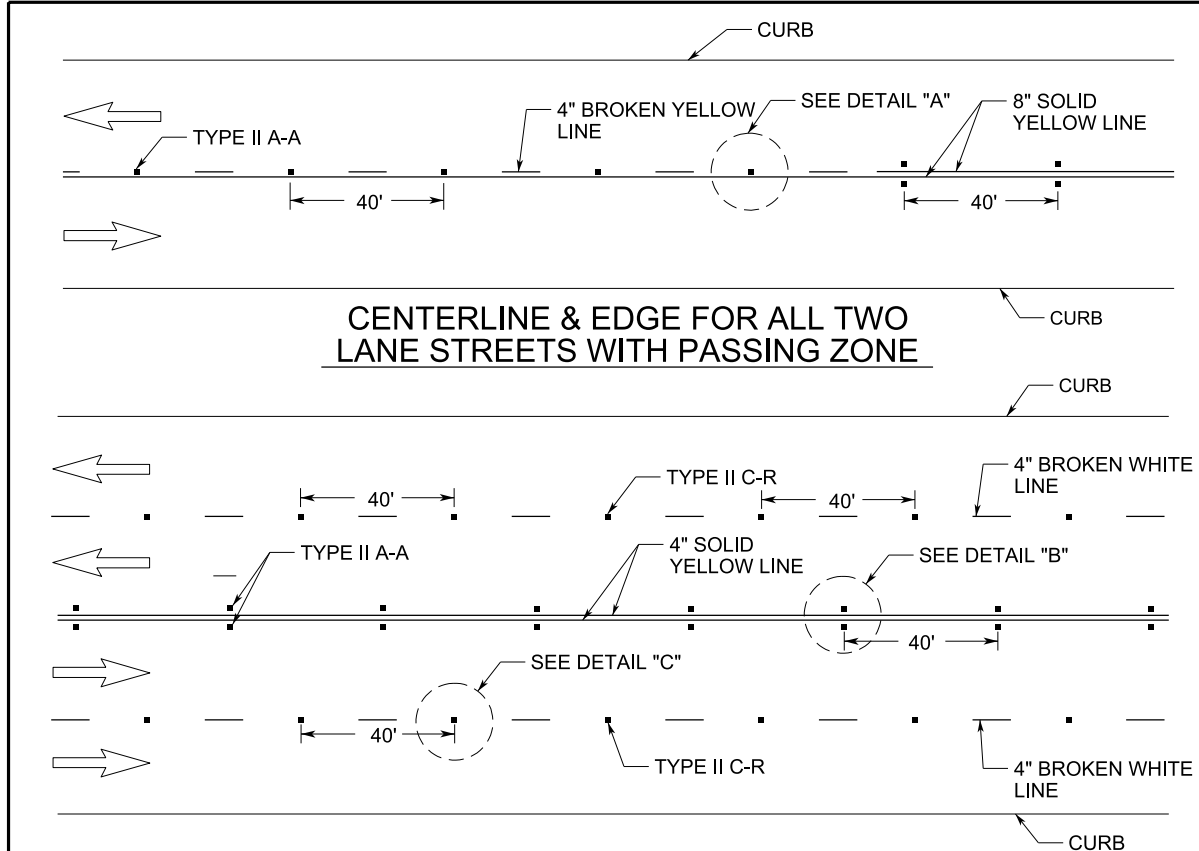 CURB
4" BROKEN YELLOW
LINE
SEE DETAIL "A"
8" SOLID
YELLOW LINE
TYPE II A-A
40'
40'
CURB
CENTERLINE & EDGE FOR ALL TWO
LANE STREETS WITH PASSING ZONE
CURB
4" BROKEN WHITE
LINE
TYPE II C-R
40'
40'
TYPE II A-A
4" SOLID
YELLOW LINE
SEE DETAIL "B"
40'
SEE DETAIL "C"
40'
TYPE II C-R
4" BROKEN WHITE
LINE
CURB